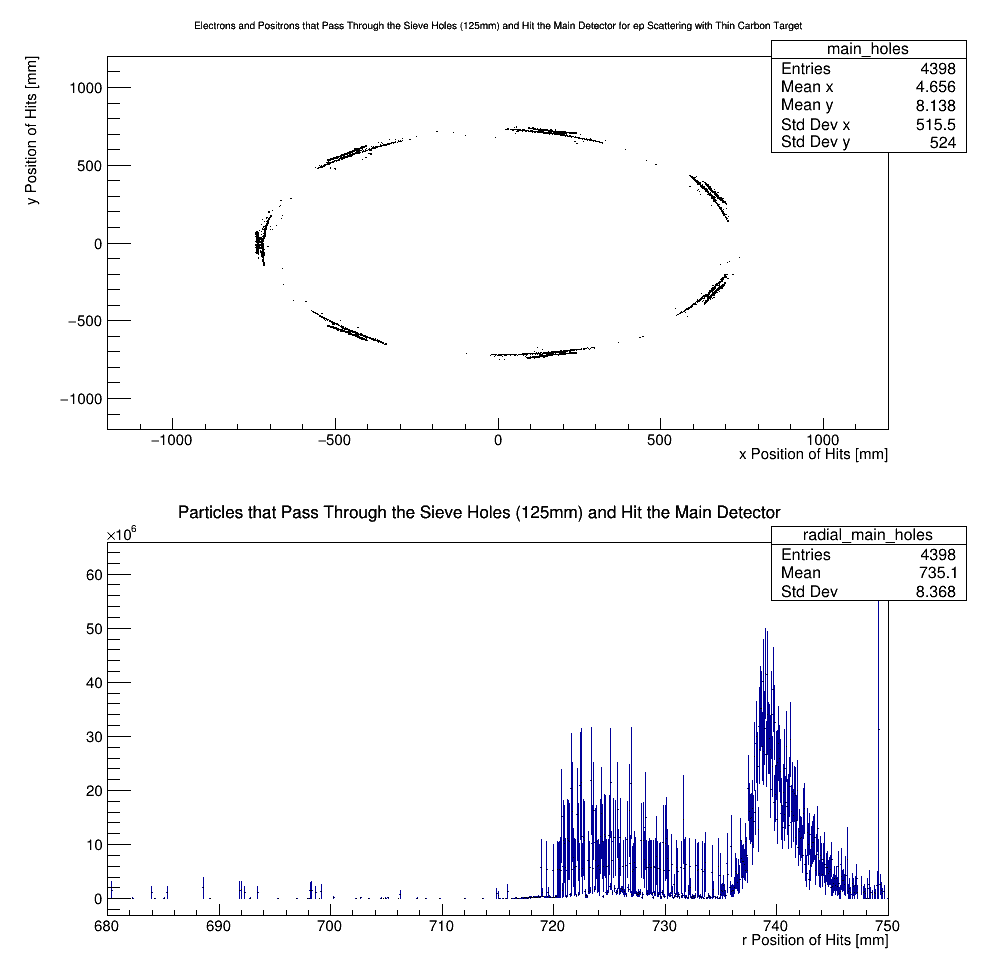 Electrons and Positrons that Pass Through the Sieve Holes (125mm) and Hit the Main Detector for ep Scattering with Thin Carbon Target
main_holes
Entries 4398
Mean x 4.656
Mean y 8.138
Std Dev x 515.5
Std Dev y 524
y Position of Hits [mm]
1000
500
0
−500
−1000
−1000 −500 0 500 1000
x Position of Hits [mm]
Particles that Pass Through the Sieve Holes (125mm) and Hit the Main Detector
×10⁶
radial_main_holes
Entries 4398
Mean 735.1
Std Dev 8.368
60
50
40
30
20
10
0
680 690 700 710 720 730 740 750
r Position of Hits [mm]